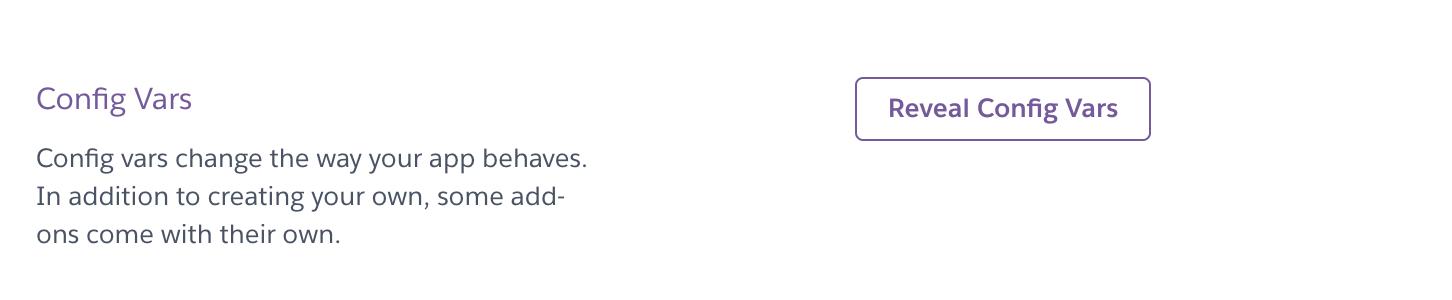 Config Vars
Reveal Config Vars
Config vars change the way your app behaves.
In addition to creating your own, some add-
ons come with their own.